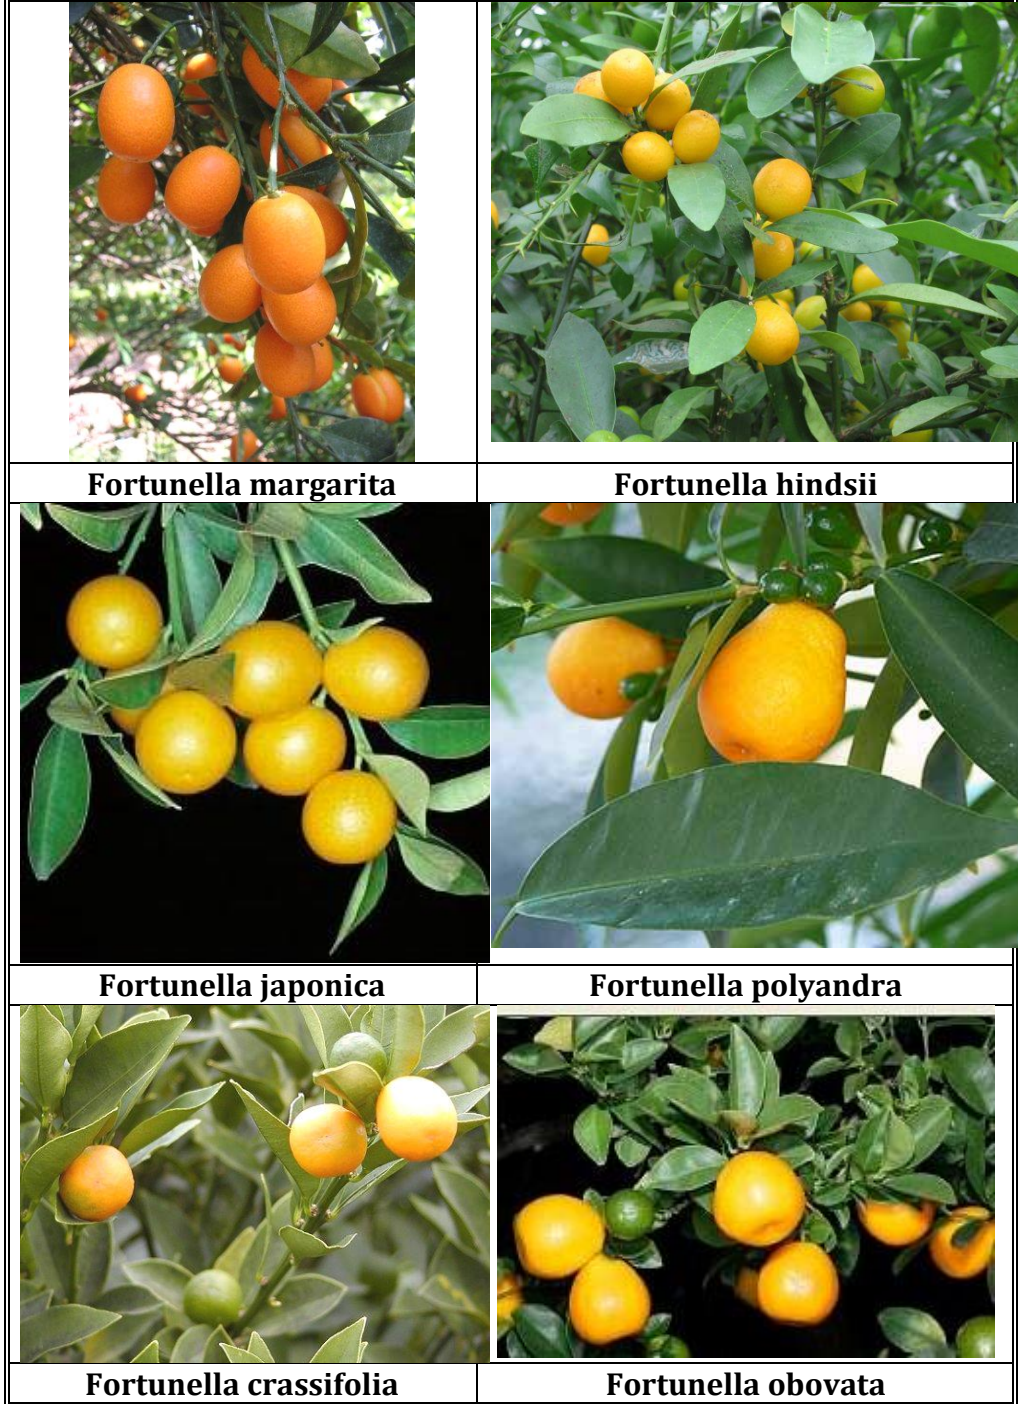 Fortunella margarita
Fortunella hindsii
Fortunella japonica
Fortunella polyandra
Fortunella crassifolia
Fortunella obovata